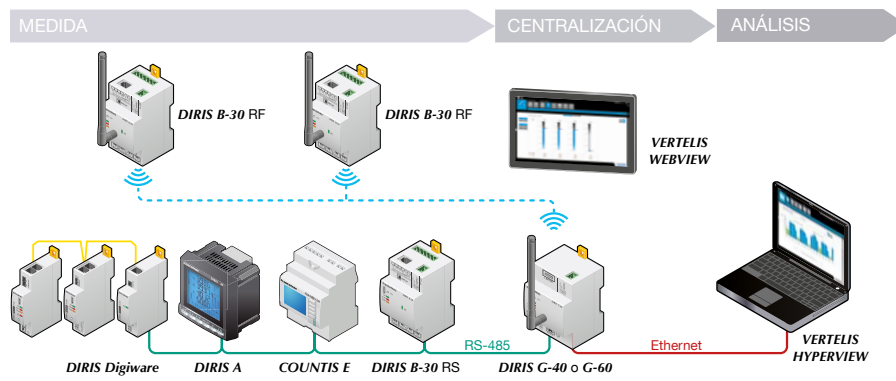 MEDIDA
CENTRALIZACIÓN
ANÁLISIS
DIRIS B-30 RF
DIRIS B-30 RF
VERTELIS
WEBVIEW
RS-485
Ethernet
DIRIS Digiware
DIRIS A
COUNTIS E
DIRIS B-30 RS
DIRIS G-40 o G-60
VERTELIS
HYPERVIEW